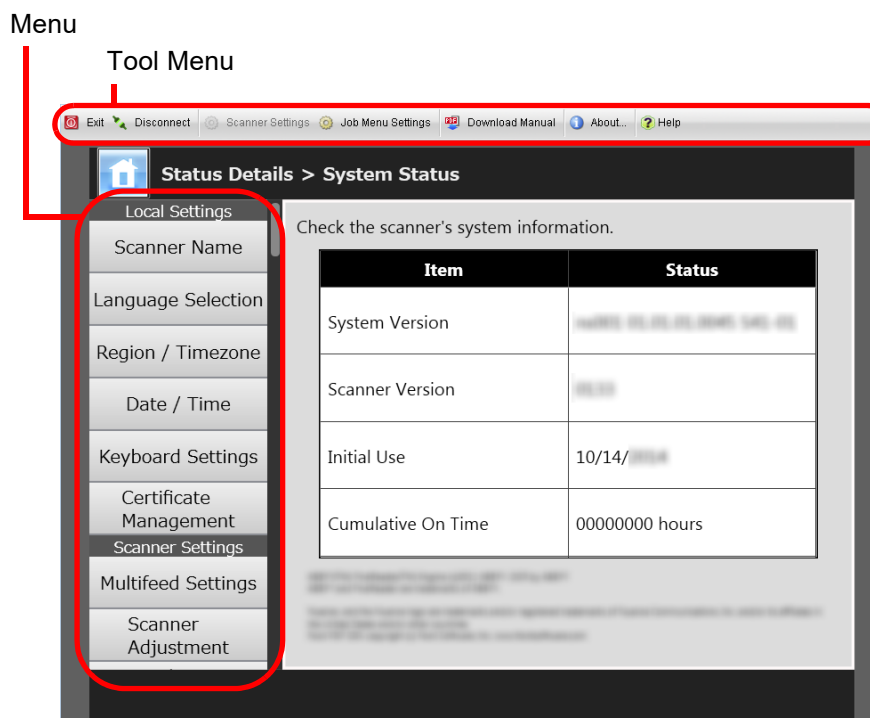 Menu
Tool Menu
Exit Disconnect Scanner Settings Job Menu Settings Download Manual About... Help
Status Details > System Status
Local Settings
Scanner Name
Language Selection
Region / Timezone
Date / Time
Keyboard Settings
Certificate
Management
Scanner Settings
Multifeed Settings
Scanner
Adjustment
Check the scanner's system information.
Item Status
System Version
Scanner Version
Initial Use 10/14/
Cumulative On Time 00000000 hours